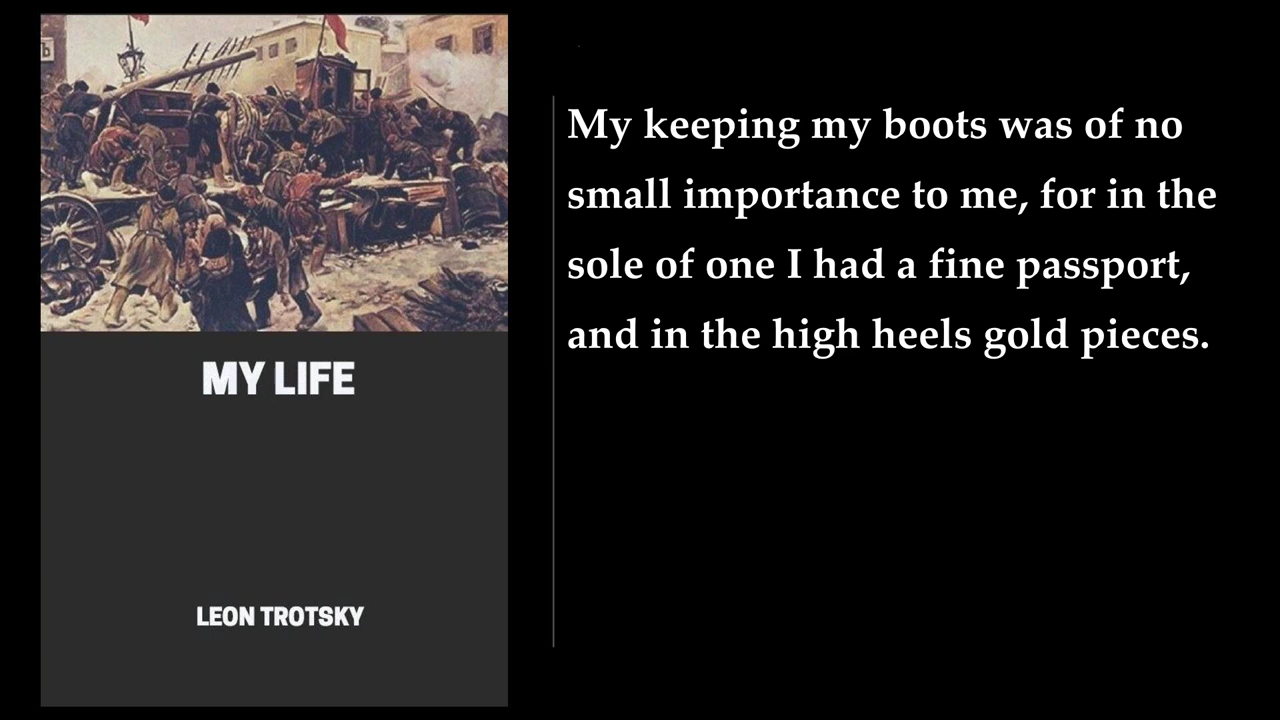 MY LIFE
LEON TROTSKY
My keeping my boots was of no
small importance to me, for in the
sole of one I had a fine passport,
and in the high heels gold pieces.